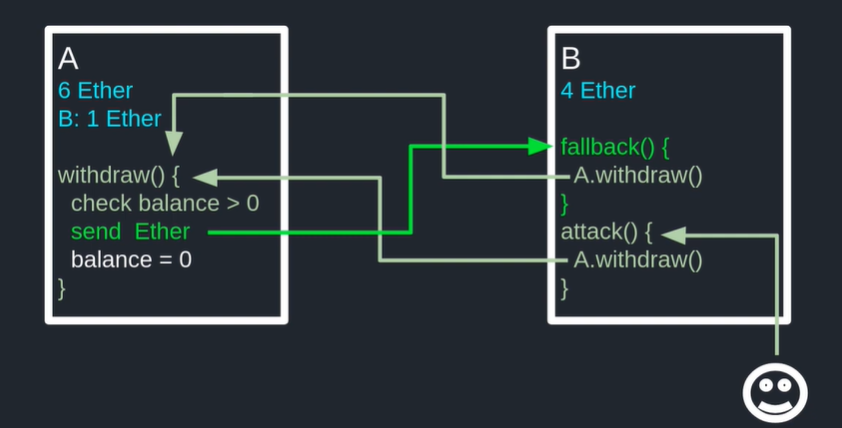 A
6 Ether
B: 1 Ether
withdraw() {
check balance > 0
send Ether
balance = 0
}
B
4 Ether
fallback() {
A.withdraw()
}
attack() {
A.withdraw()
}